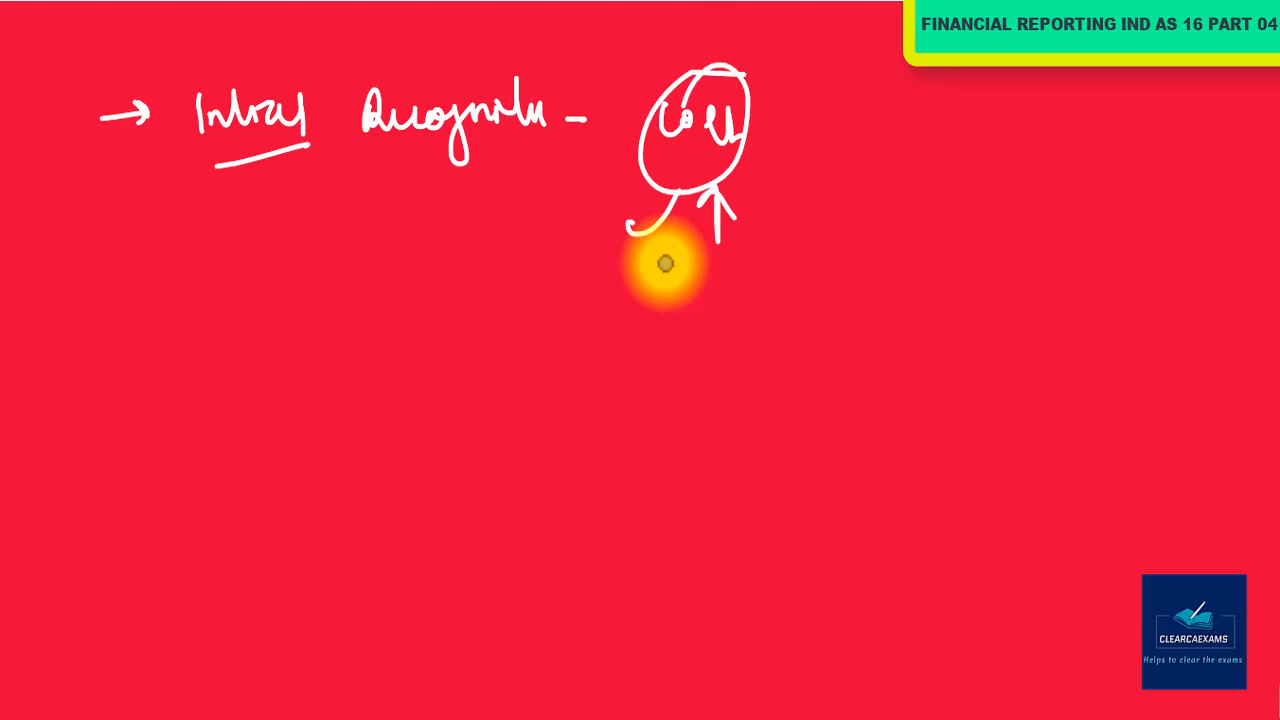 FINANCIAL REPORTING IND AS 16 PART 04
→ Initial Recognition - Cost
CLEARCAEXAMS
Helps to clear the exams